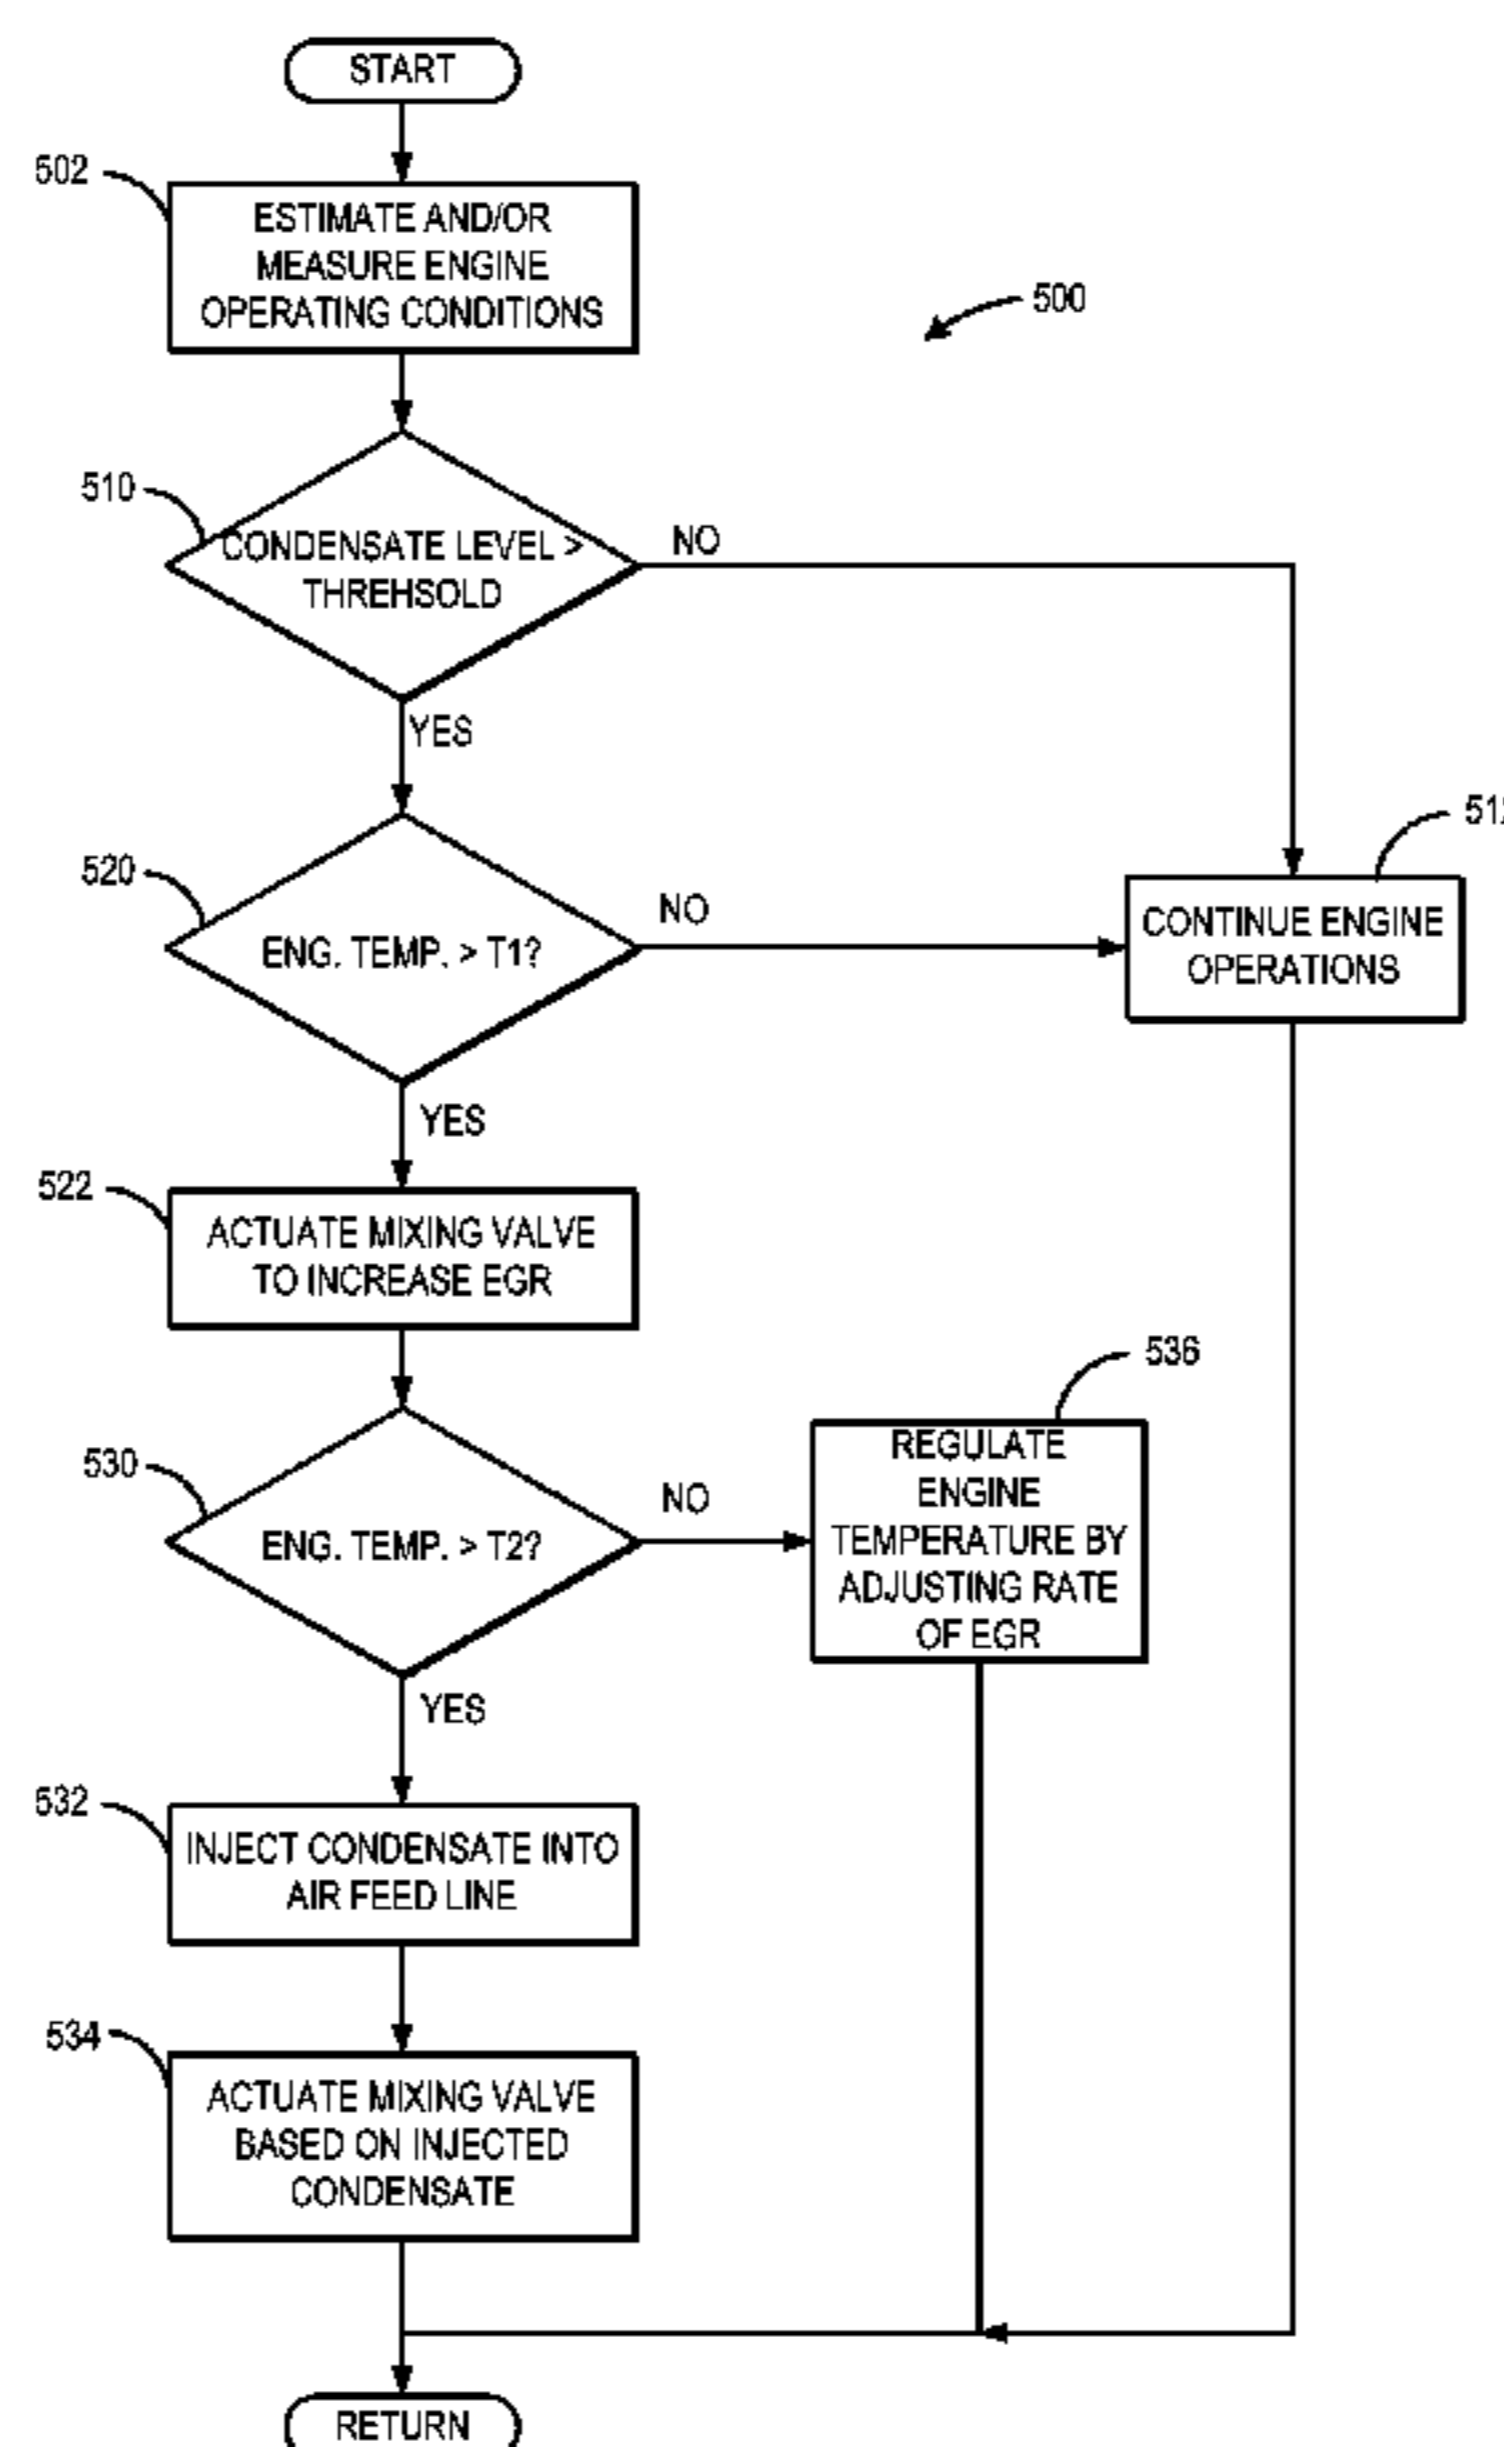 START
502
ESTIMATE AND/OR
MEASURE ENGINE
OPERATING CONDITIONS
500
510
CONDENSATE LEVEL >
THREHSOLD
NO
YES
520
ENG. TEMP. > T1?
NO
512
CONTINUE ENGINE
OPERATIONS
YES
522
ACTUATE MIXING VALVE
TO INCREASE EGR
530
ENG. TEMP. > T2?
NO
536
REGULATE
ENGINE
TEMPERATURE BY
ADJUSTING RATE
OF EGR
YES
532
INJECT CONDENSATE INTO
AIR FEED LINE
534
ACTUATE MIXING VALVE
BASED ON INJECTED
CONDENSATE
RETURN